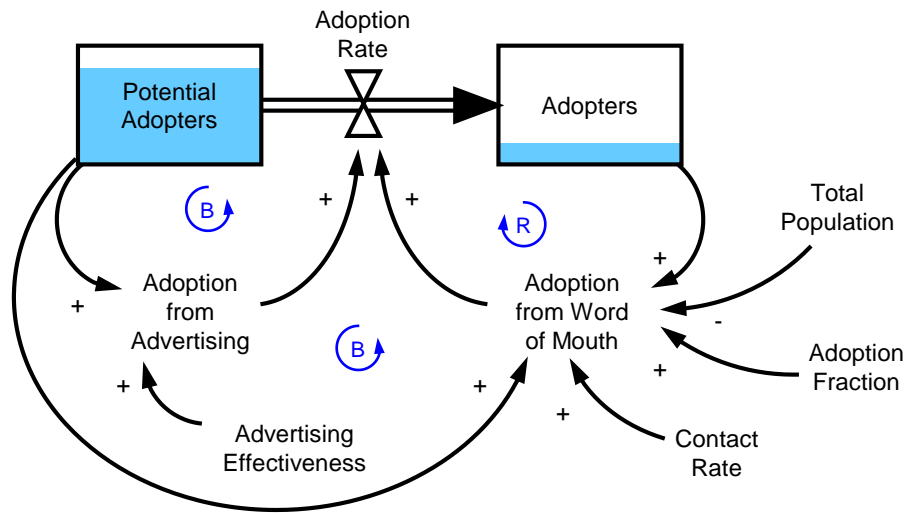 Adoption
Rate
Potential
Adopters
Adopters
+
+
B
R
Total
Population
+
+
Adoption
from
Advertising
Adoption
from Word
of Mouth
-
B
+
+
+
Adoption
Fraction
+
Advertising
Effectiveness
Contact
Rate